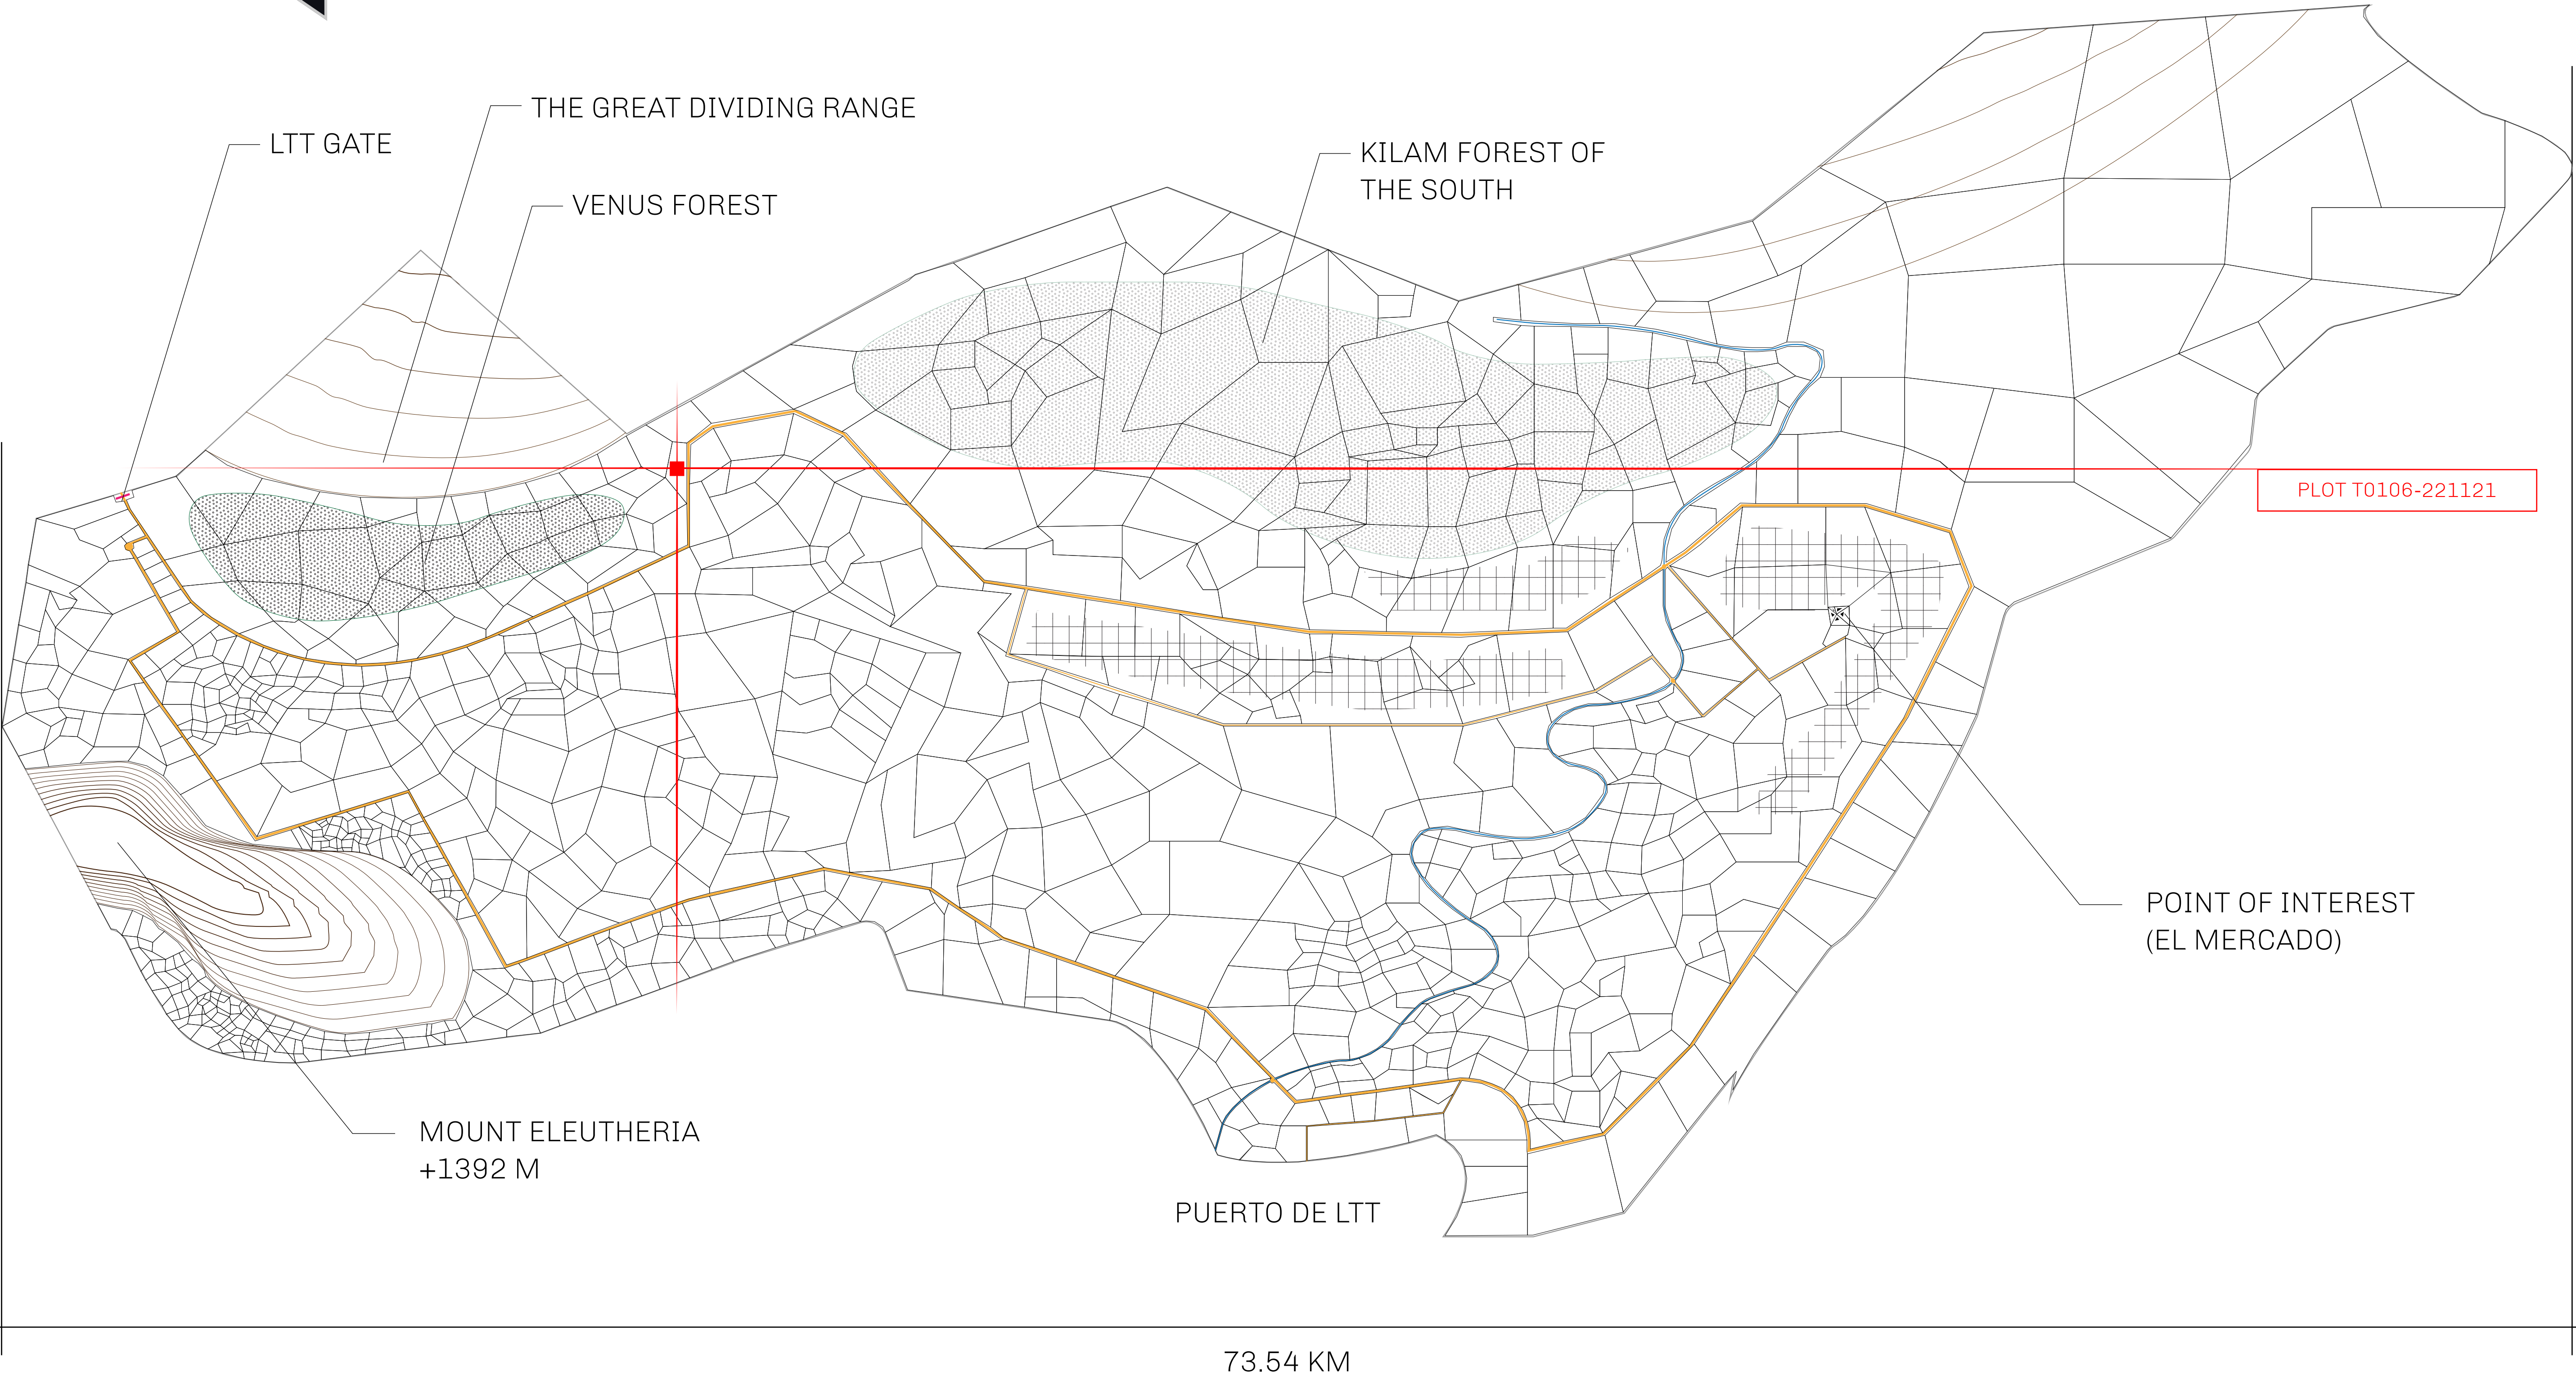 THE GREAT DIVIDING RANGE
LTT GATE
KILAM FOREST OF
THE SOUTH
VENUS FOREST
PLOT T0106-221121
POINT OF INTEREST
(EL MERCADO)
MOUNT ELEUTHERIA
+1392 M
PUERTO DE LTT
73.54 KM